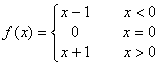 f(x) = { x − 1 x < 0
0 x = 0
x + 1 x > 0